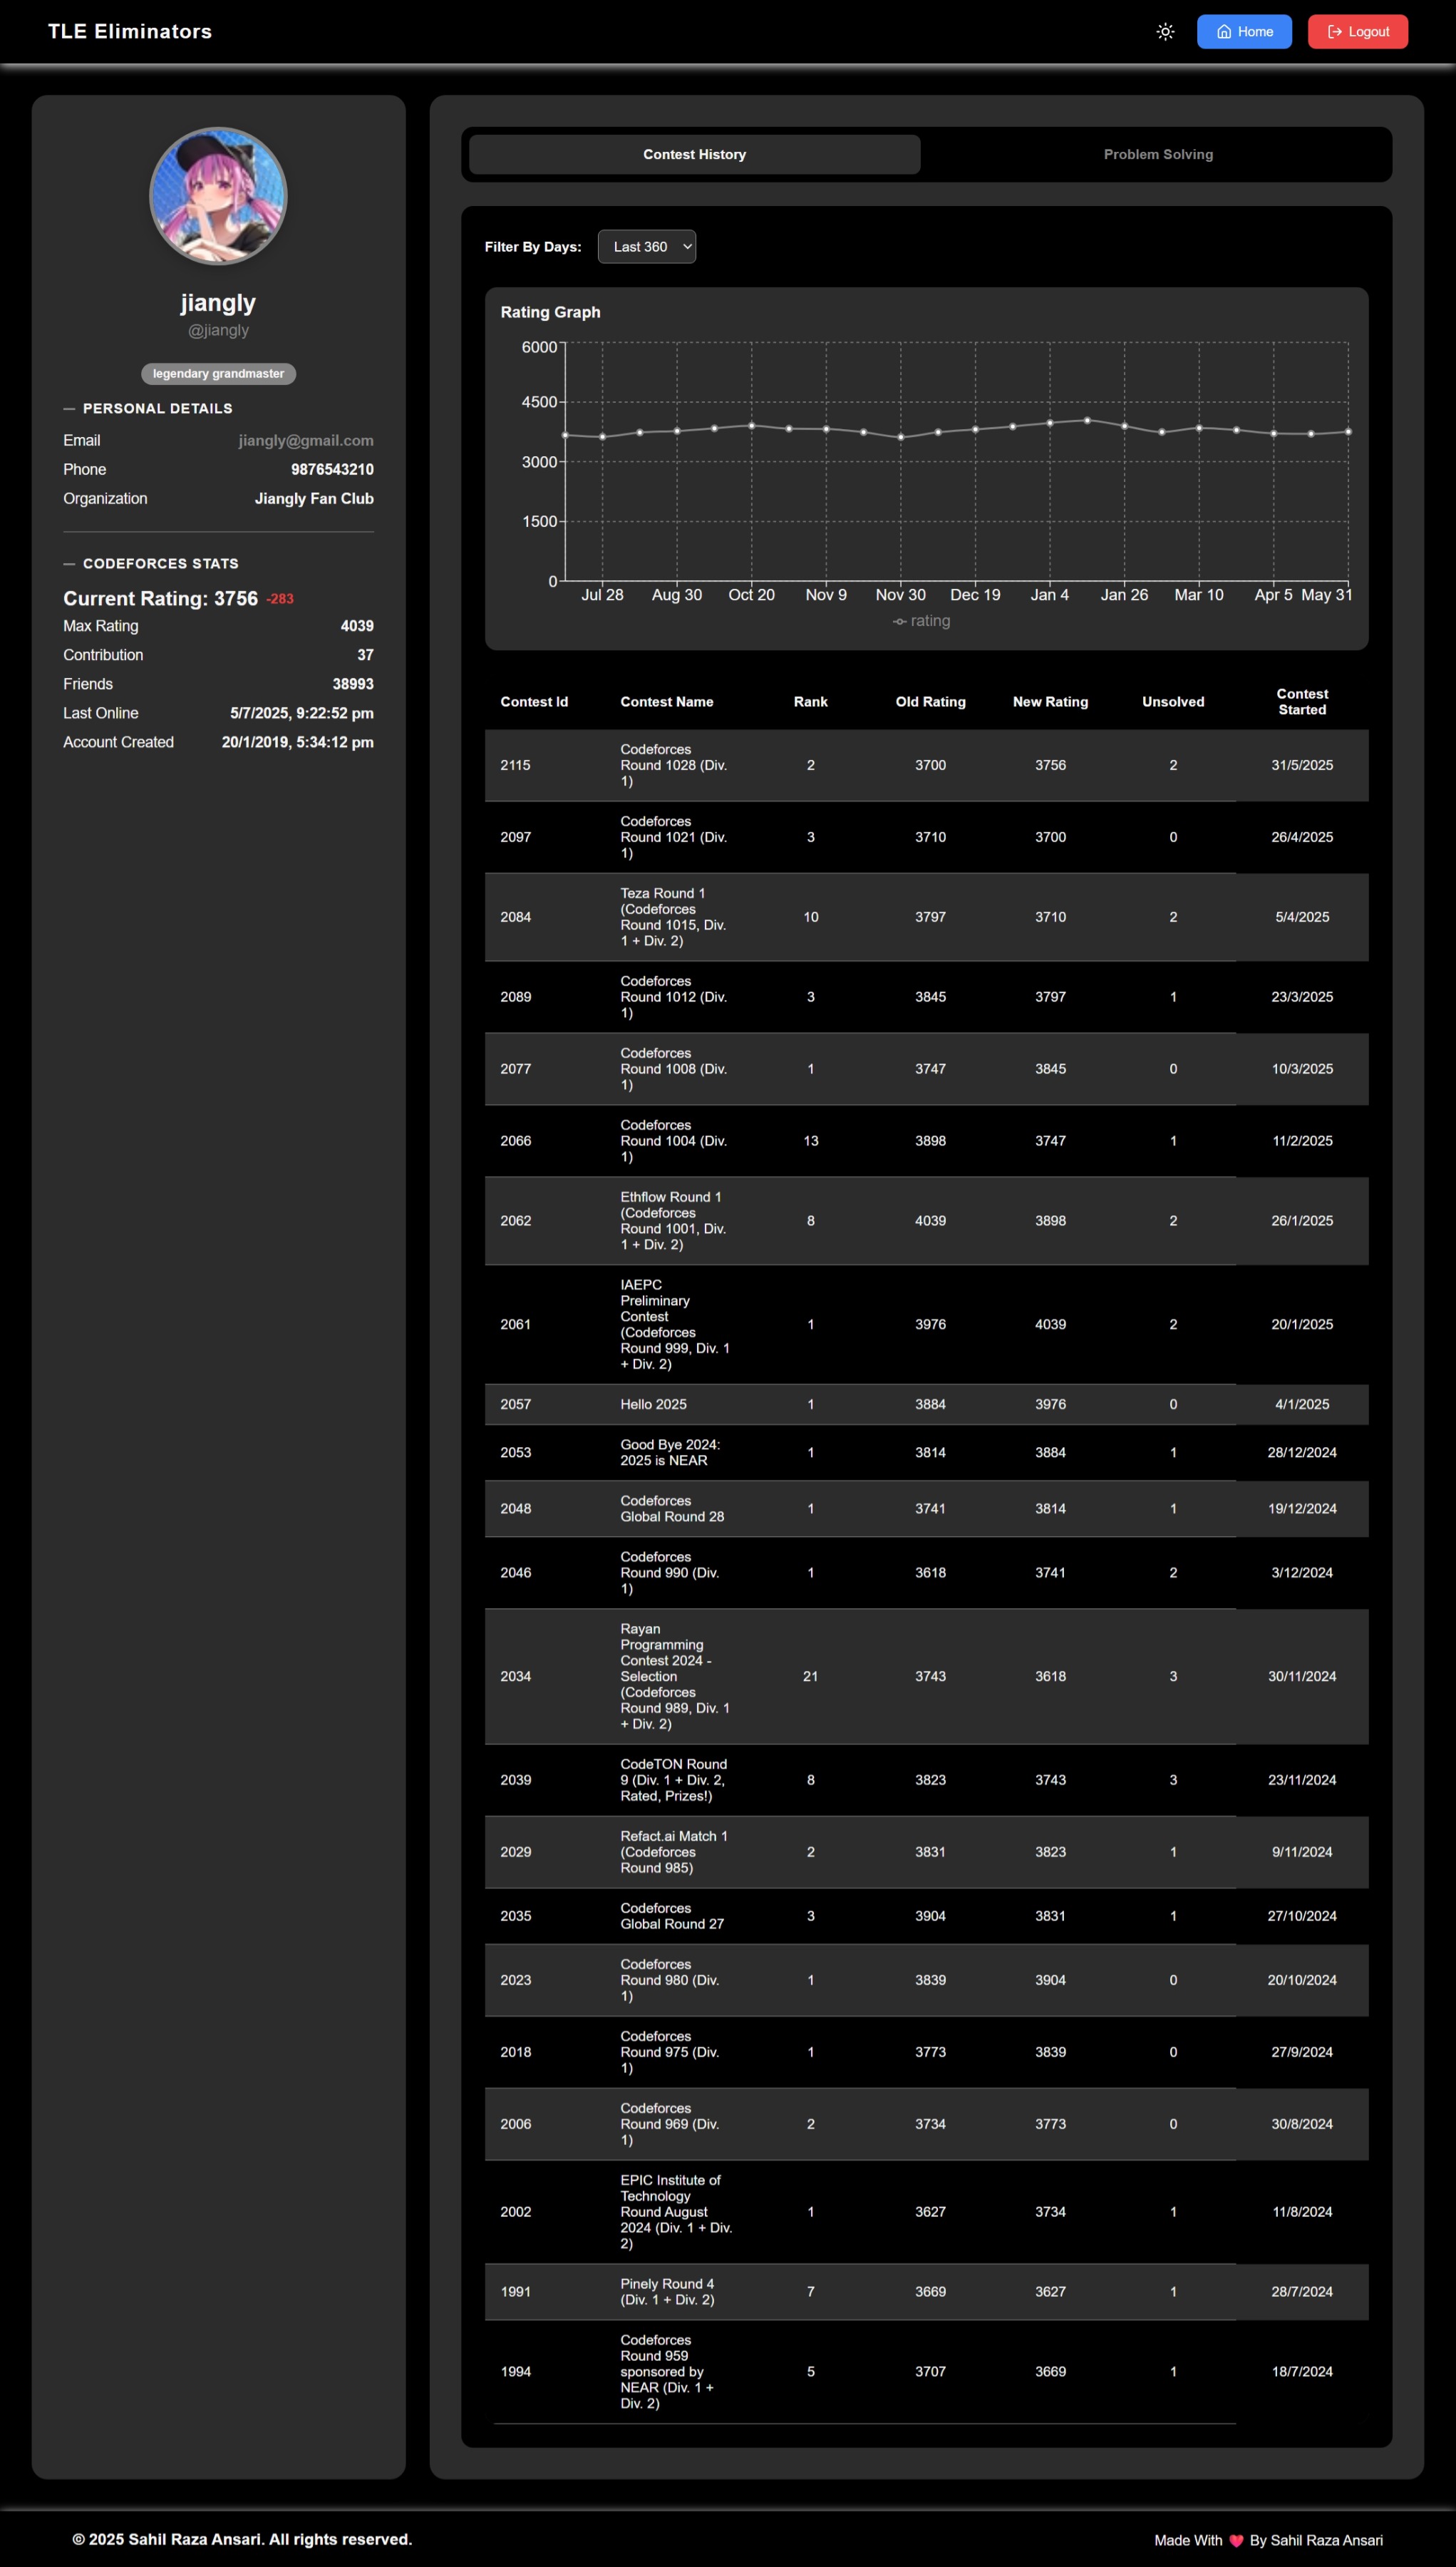 TLE Eliminators
Home
Logout
jiangly
@jiangly
legendary grandmaster
PERSONAL DETAILS
Email jiangly@gmail.com
Phone 9876543210
Organization Jiangly Fan Club
CODEFORCES STATS
Current Rating: 3756 -283
Max Rating 4039
Contribution 37
Friends 38993
Last Online 5/7/2025, 9:22:52 pm
Account Created 20/1/2019, 5:34:12 pm
Contest History
Problem Solving
Filter By Days: Last 360
Rating Graph
6000
4500
3000
1500
0
Jul 28 Aug 30 Oct 20 Nov 9 Nov 30 Dec 19 Jan 4 Jan 26 Mar 10 Apr 5 May 31
rating
Contest Id Contest Name Rank Old Rating New Rating Unsolved Contest
Started
Codeforces
2115 Round 1028 (Div. 2 3700 3756 2 31/5/2025
1)
Codeforces
2097 Round 1021 (Div. 3 3710 3700 0 26/4/2025
1)
Teza Round 1
(Codeforces
2084 Round 1015, Div. 10 3797 3710 2 5/4/2025
1 + Div. 2)
Codeforces
2089 Round 1012 (Div. 3 3845 3797 1 23/3/2025
1)
Codeforces
2077 Round 1008 (Div. 1 3747 3845 0 10/3/2025
1)
Codeforces
2066 Round 1004 (Div. 13 3898 3747 1 11/2/2025
1)
Ethflow Round 1
(Codeforces
2062 Round 1001, Div. 8 4039 3898 2 26/1/2025
1 + Div. 2)
IAEPC
Preliminary
Contest
2061 (Codeforces 1 3976 4039 2 20/1/2025
Round 999, Div. 1
+ Div. 2)
2057 Hello 2025 1 3884 3976 0 4/1/2025
2053 Good Bye 2024: 1 3814 3884 1 28/12/2024
2025 is NEAR
2048 Codeforces 1 3741 3814 1 19/12/2024
Global Round 28
Codeforces
2046 Round 990 (Div. 1 3618 3741 2 3/12/2024
1)
Rayan
Programming
Contest 2024 -
2034 Selection 21 3743 3618 3 30/11/2024
(Codeforces
Round 989, Div. 1
+ Div. 2)
CodeTON Round
2039 9 (Div. 1 + Div. 2, 8 3823 3743 3 23/11/2024
Rated, Prizes!)
Refact.ai Match 1
2029 (Codeforces 2 3831 3823 1 9/11/2024
Round 985)
2035 Codeforces 3 3904 3831 1 27/10/2024
Global Round 27
Codeforces
2023 Round 980 (Div. 1 3839 3904 0 20/10/2024
1)
Codeforces
2018 Round 975 (Div. 1 3773 3839 0 27/9/2024
1)
Codeforces
2006 Round 969 (Div. 2 3734 3773 0 30/8/2024
1)
EPIC Institute of
Technology
2002 Round August 1 3627 3734 1 11/8/2024
2024 (Div. 1 + Div.
2)
1991 Pinely Round 4 7 3669 3627 1 28/7/2024
(Div. 1 + Div. 2)
Codeforces
Round 959
1994 sponsored by 5 3707 3669 1 18/7/2024
NEAR (Div. 1 +
Div. 2)
© 2025 Sahil Raza Ansari. All rights reserved.
Made With ❤️ By Sahil Raza Ansari